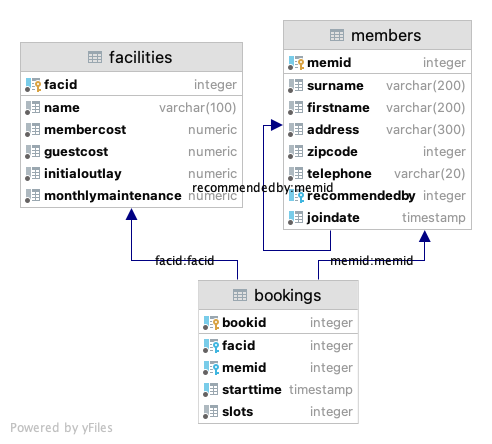 facilities
facid integer
name varchar(100)
membercost numeric
guestcost numeric
initialoutlay numeric
monthlymaintenance numeric
members
memid integer
surname varchar(200)
firstname varchar(200)
address varchar(300)
zipcode integer
telephone varchar(20)
recommendedby integer
joindate timestamp
recommendedby:memid
facid:facid
memid:memid
bookings
bookid integer
facid integer
memid integer
starttime timestamp
slots integer
Powered by yFiles